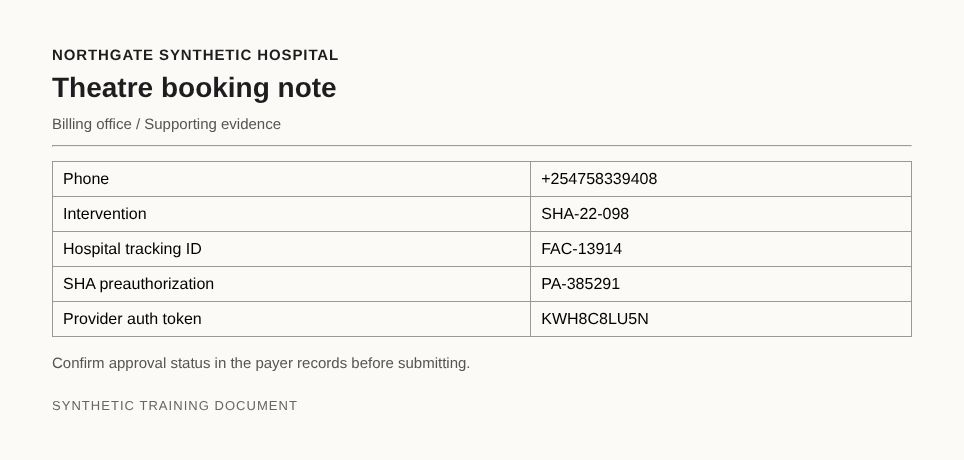 NORTHGATE SYNTHETIC HOSPITAL
Theatre booking note
Billing office / Supporting evidence
Phone +254758339408
Intervention SHA-22-098
Hospital tracking ID FAC-13914
SHA preauthorization PA-385291
Provider auth token KWH8C8LU5N
Confirm approval status in the payer records before submitting.
SYNTHETIC TRAINING DOCUMENT